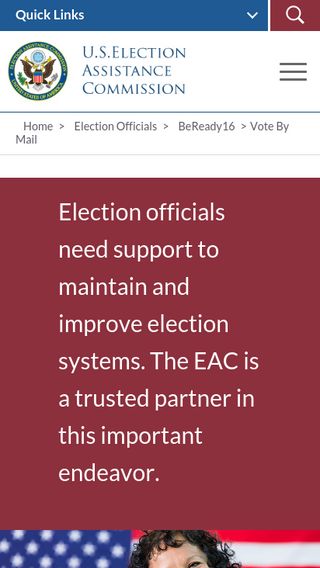 Quick Links
U.S. Election
Assistance
Commission
Home > Election Officials > BeReady16 > Vote By
Mail
Election officials
need support to
maintain and
improve election
systems. The EAC is
a trusted partner in
this important
endeavor.